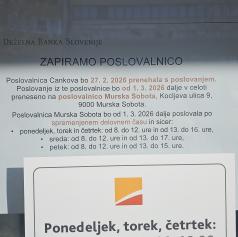 DEŽELNA BANKA SLOVENIJE
ZAPIRAMO POSLOVALNICO
Poslovalnica Cankova bo 27. 2. 2026 prenehala s poslovanjem.
Poslovanje iz te poslovalnice bo od 1. 3. 2026 dalje v celoti
preneseno na poslovalnico Murska Sobota, Kocljeva ulica 9,
9000 Murska Sobota.
Poslovalnica Murska Sobota bo od 1. 3. 2026 dalje poslovala po
spremenjenem delovnem času in sicer:
• ponedeljek, torek in četrtek: od 8. do 12. ure in od 13. do 15. ure,
• sreda: od 8. do 12. ure in od 13. do 17. ure,
• petek: od 8. do 12. ure in od 13. do 15. ure.
Ponedeljek, torek, četrtek: